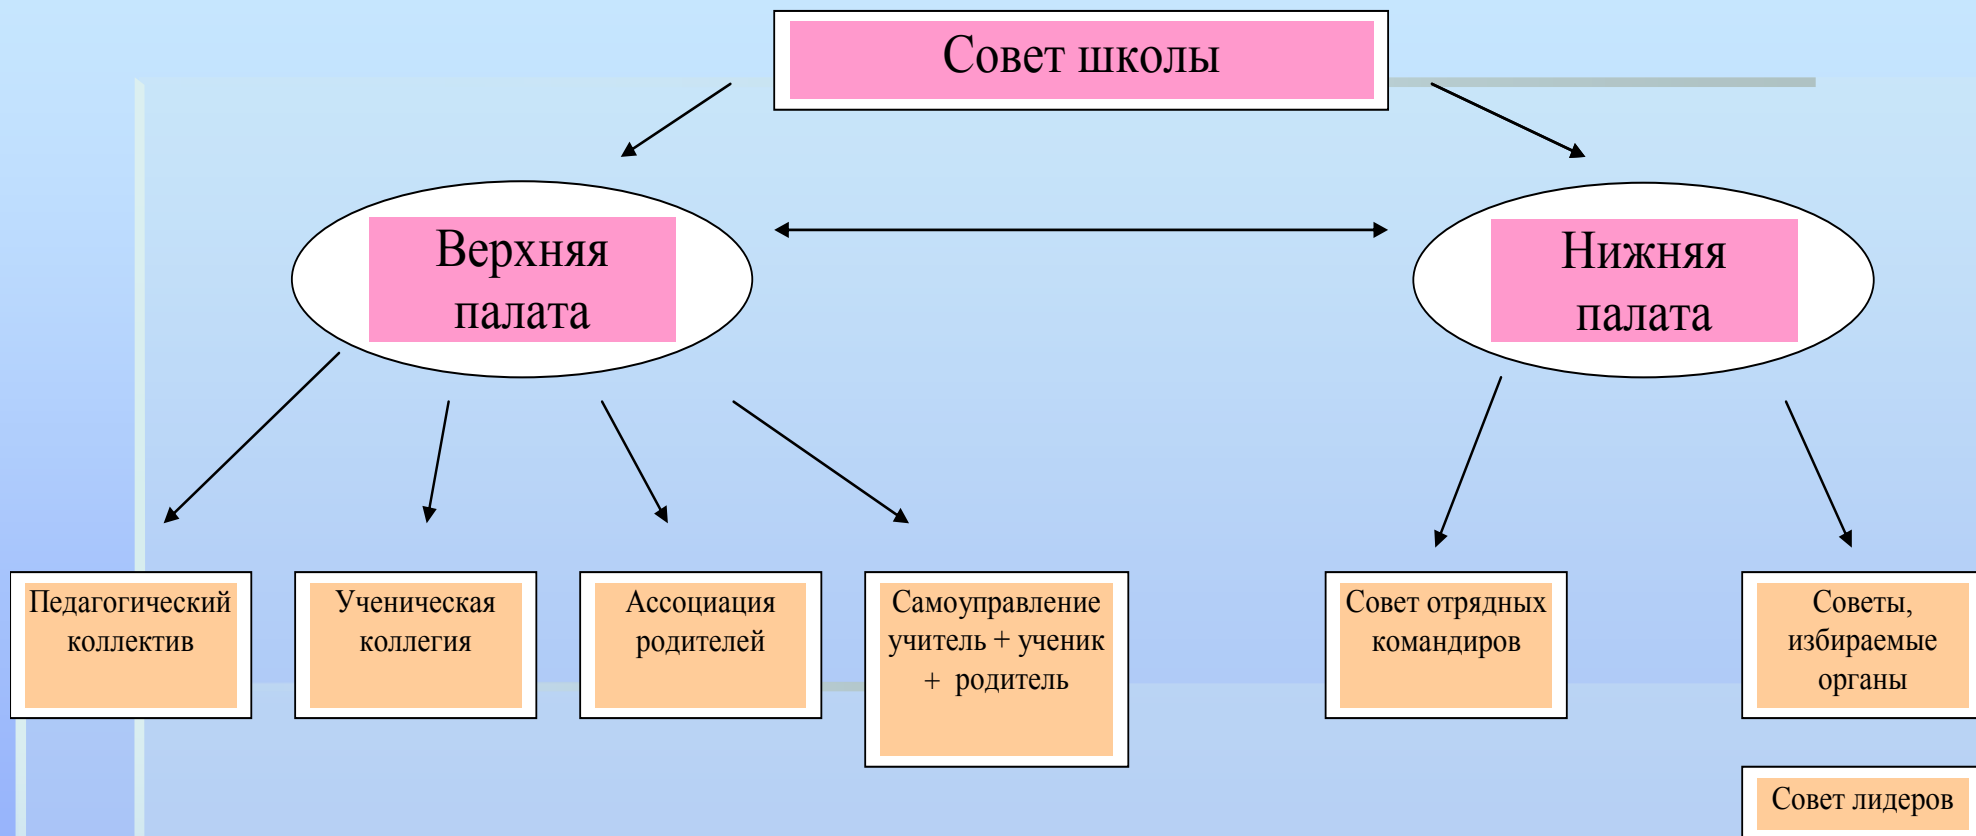 Совет школы
Верхняя
палата
Нижняя
палата
Педагогический
коллектив
Ученическая
коллегия
Ассоциация
родителей
Самоуправление
учитель + ученик
+ родитель
Совет отрядных
командиров
Советы,
избираемые
органы
Совет лидеров